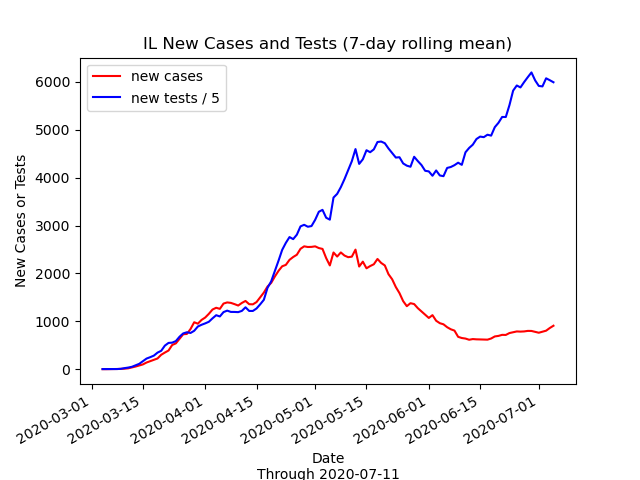 IL New Cases and Tests (7-day rolling mean)
new cases
new tests / 5
6000
5000
4000
3000
2000
1000
0
New Cases or Tests
2020-03-01
2020-03-15
2020-04-01
2020-04-15
2020-05-01
2020-05-15
2020-06-01
2020-06-15
2020-07-01
Date
Through 2020-07-11